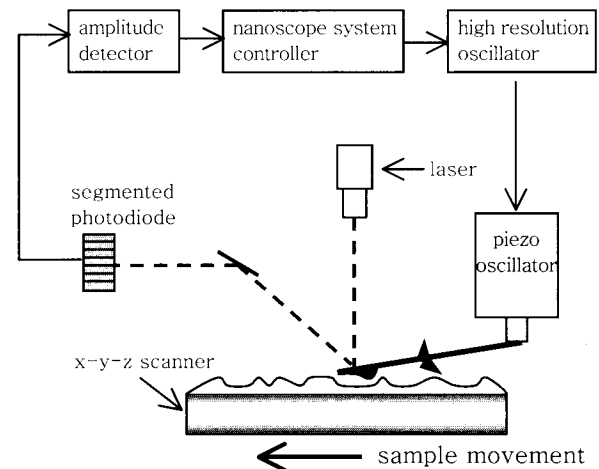 amplitude
detector
nanoscope system
controller
high resolution
oscillator
laser
segmented
photodiode
piezo
oscillator
x-y-z scanner
sample movement